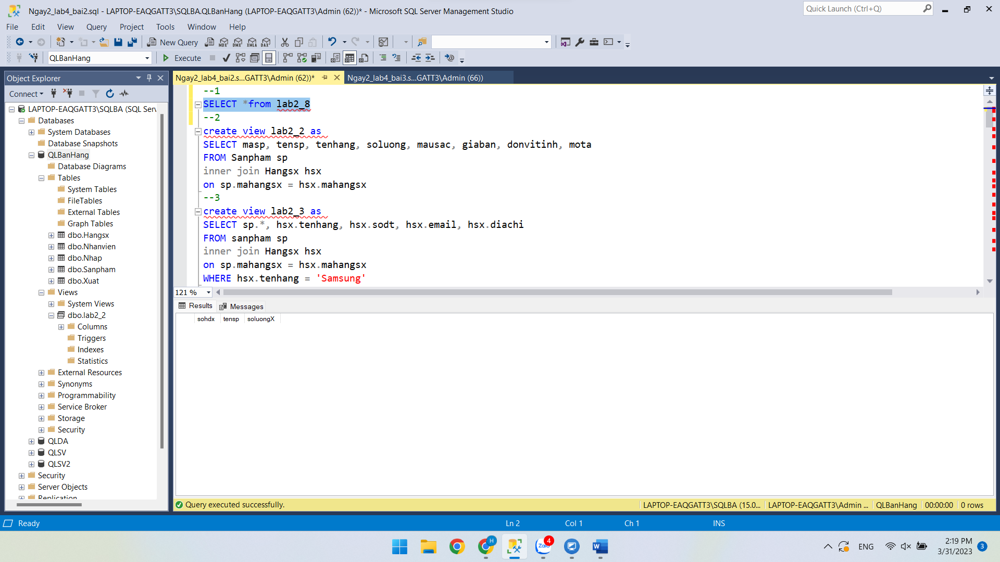 Ngay2_lab4_bai2.sql - LAPTOP-EAQGATT3\SQLBA.QLBanHang (LAPTOP-EAQGATT3\Admin (62))* - Microsoft SQL Server Management Studio
Quick Launch (Ctrl+Q)
File Edit View Query Project Tools Window Help
New Query MDX DMX XMLA DAX
QLBanHang Execute
Object Explorer
Connect
LAPTOP-EAQGATT3\SQLBA (SQL Serv
Databases
System Databases
Database Snapshots
QLBanHang
Database Diagrams
Tables
System Tables
FileTables
External Tables
Graph Tables
dbo.Hangsx
dbo.Nhanvien
dbo.Nhap
dbo.Sanpham
dbo.Xuat
Views
System Views
dbo.lab2_2
Columns
Triggers
Indexes
Statistics
External Resources
Synonyms
Programmability
Service Broker
Storage
Security
QLDA
QLSV
QLSV2
Security
Server Objects
Replication
Ngay2_lab4_bai2.s...GATT3\Admin (62))* Ngay2_lab4_bai3.s...GATT3\Admin (66))
--1
SELECT *from lab2_8
--2
create view lab2_2 as
SELECT masp, tensp, tenhang, soluong, mausac, giaban, donvitinh, mota
FROM Sanpham sp
inner join Hangsx hsx
on sp.mahangsx = hsx.mahangsx
--3
create view lab2_3 as
SELECT sp.*, hsx.tenhang, hsx.sodt, hsx.email, hsx.diachi
FROM sanpham sp
inner join Hangsx hsx
on sp.mahangsx = hsx.mahangsx
WHERE hsx.tenhang = 'Samsung'
121 %
Results Messages
sohdx tensp soluongX
Query executed successfully. LAPTOP-EAQGATT3\SQLBA (15.0... LAPTOP-EAQGATT3\Admin ... QLBanHang 00:00:00 0 rows
Ready Ln 2 Col 1 Ch 1 INS
H Zalo 4 W
ENG
2:19 PM
3/31/2023
3